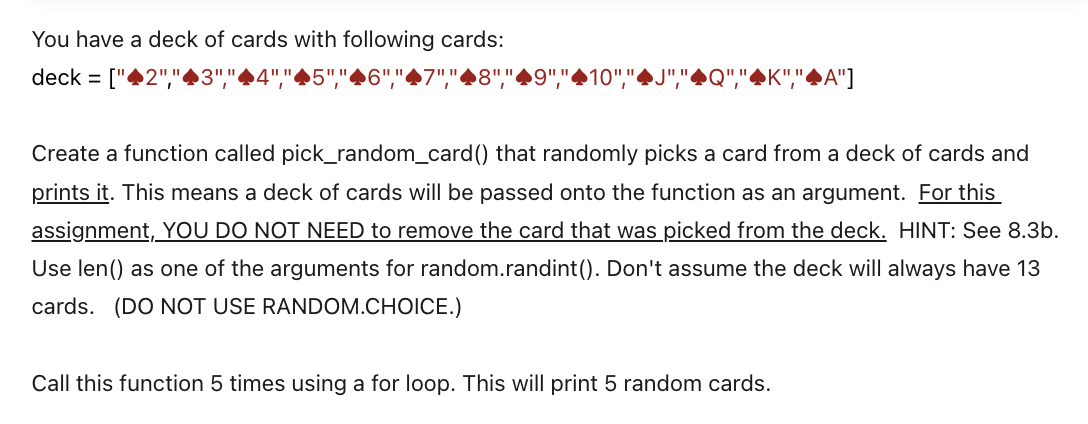 You have a deck of cards with following cards:
deck = ["♠2","♠3","♠4","♠5","♠6","♠7","♠8","♠9","♠10","♠J","♠Q","♠K","♠A"]
Create a function called pick_random_card() that randomly picks a card from a deck of cards and
prints it. This means a deck of cards will be passed onto the function as an argument. For this
assignment, YOU DO NOT NEED to remove the card that was picked from the deck. HINT: See 8.3b.
Use len() as one of the arguments for random.randint(). Don't assume the deck will always have 13
cards. (DO NOT USE RANDOM.CHOICE.)
Call this function 5 times using a for loop. This will print 5 random cards.